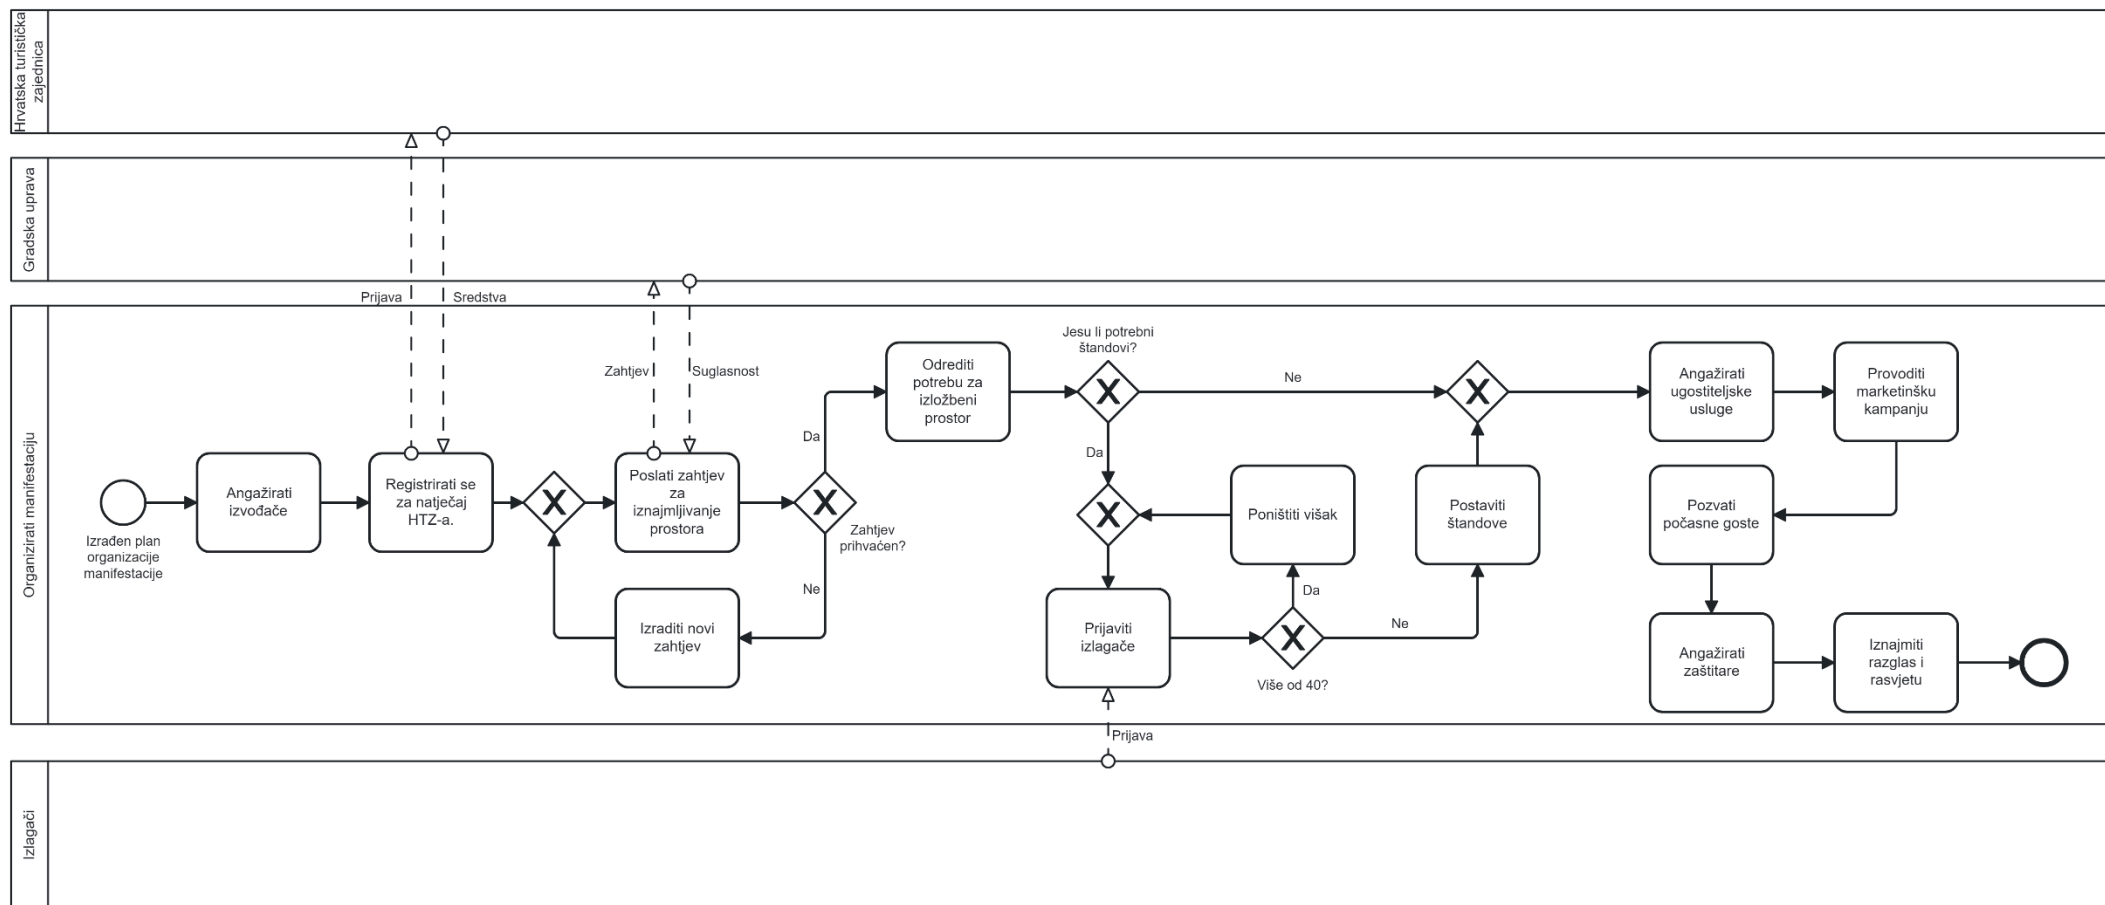 Hrvatska turistička
zajednica
Gradska uprava
Prijava
Sredstva
Organizirati manifestaciju
Izrađen plan
organizacije
manifestacije
Angažirati
izvođače
Registrirati se
za natječaj
HTZ-a.
Zahtjev
Suglasnost
Poslati zahtjev
za
iznajmljivanje
prostora
Zahtjev
prihvaćen?
Da
Ne
Izraditi novi
zahtjev
Odrediti
potrebu za
izložbeni
prostor
Jesu li potrebni
štandovi?
Ne
Da
Prijaviti
izlagače
Više od 40?
Da
Poništiti višak
Ne
Postaviti
štandove
Angažirati
ugostiteljske
usluge
Provoditi
marketinšku
kampanju
Pozvati
počasne goste
Angažirati
zaštitare
Iznajmiti
razglas i
rasvjetu
Prijava
Izlagači